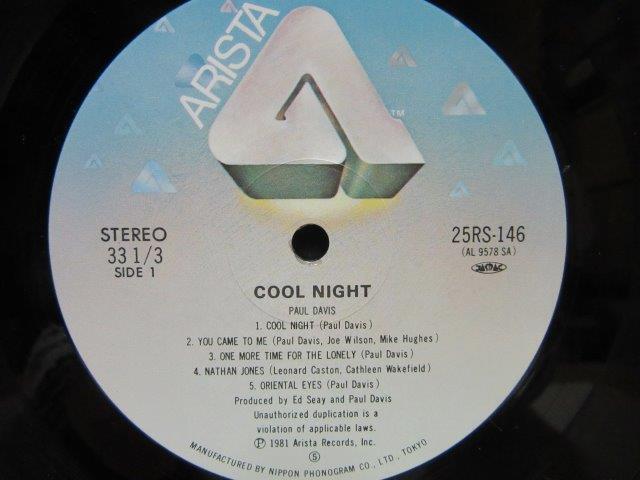 ARISTA
TM
STEREO
33 1/3
SIDE 1
25RS-146
(AL 9578 SA)
JASRAC
COOL NIGHT
PAUL DAVIS
1. COOL NIGHT (Paul Davis)
2. YOU CAME TO ME (Paul Davis, Joe Wilson, Mike Hughes)
3. ONE MORE TIME FOR THE LONELY (Paul Davis)
4. NATHAN JONES (Leonard Caston, Cathleen Wakefield)
5. ORIENTAL EYES (Paul Davis)
Produced by Ed Seay and Paul Davis
Unauthorized duplication is a
violation of applicable laws.
Ⓟ 1981 Arista Records, Inc.
⑤
MANUFACTURED BY NIPPON PHONOGRAM CO., LTD., TOKYO